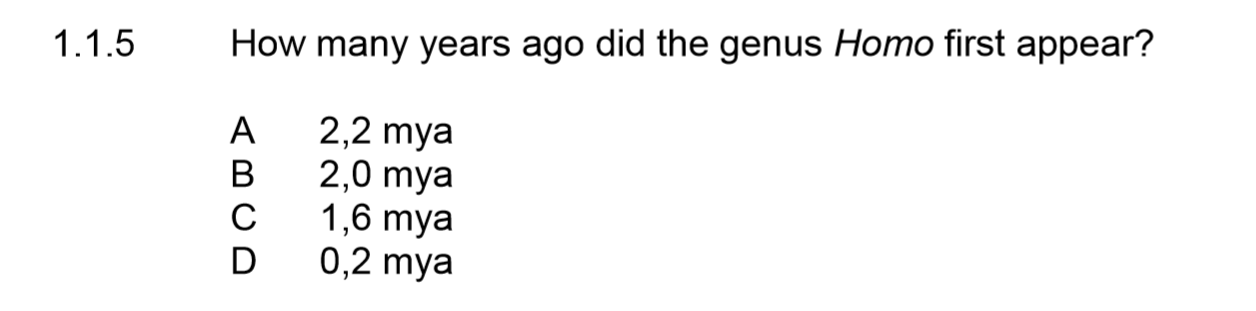 1.1.5 How many years ago did the genus Homo first appear?
A 2,2 mya
B 2,0 mya
C 1,6 mya
D 0,2 mya